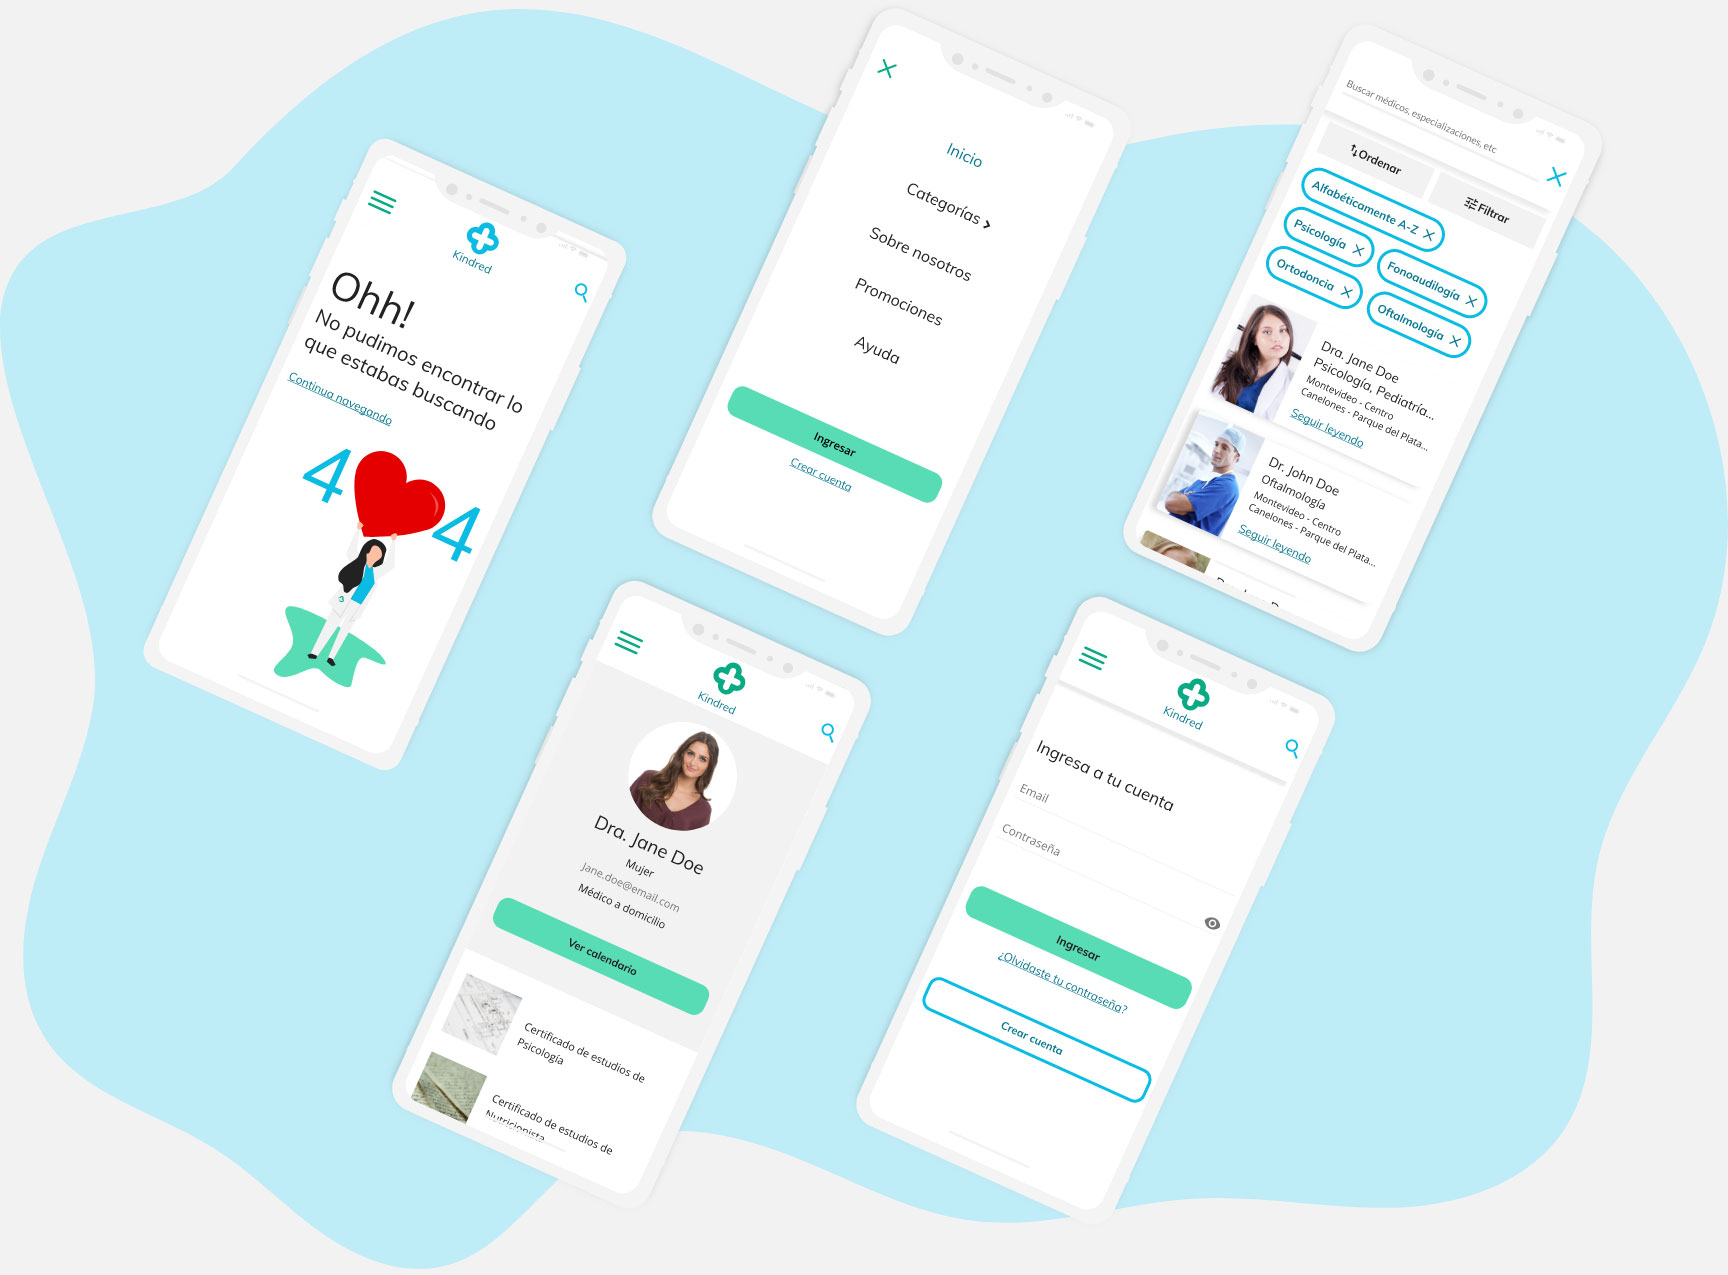 Kindred
Ohh!
No pudimos encontrar lo
que estabas buscando
Continua navegando
4
4
Inicio
Categorías
Sobre nosotros
Promociones
Ayuda
Ingresar
Crear cuenta
Buscar médicos, especializaciones, etc
Ordenar
Filtrar
Alfabéticamente A-Z
Psicología
Fonoaudilogía
Ortodoncia
Oftalmología
Dra. Jane Doe
Psicología, Pediatría...
Montevideo - Centro
Canelones - Parque del Plata...
Seguir leyendo
Dr. John Doe
Oftalmología
Montevideo - Centro
Canelones - Parque del Plata...
Seguir leyendo
Kindred
Dra. Jane Doe
Mujer
Jane.doe@email.com
Médico a domicilio
Ver calendario
Certificado de estudios de
Psicología
Certificado de estudios de
Nutricionista
Kindred
Ingresa a tu cuenta
Email
Contraseña
Ingresar
¿Olvidaste tu contraseña?
Crear cuenta